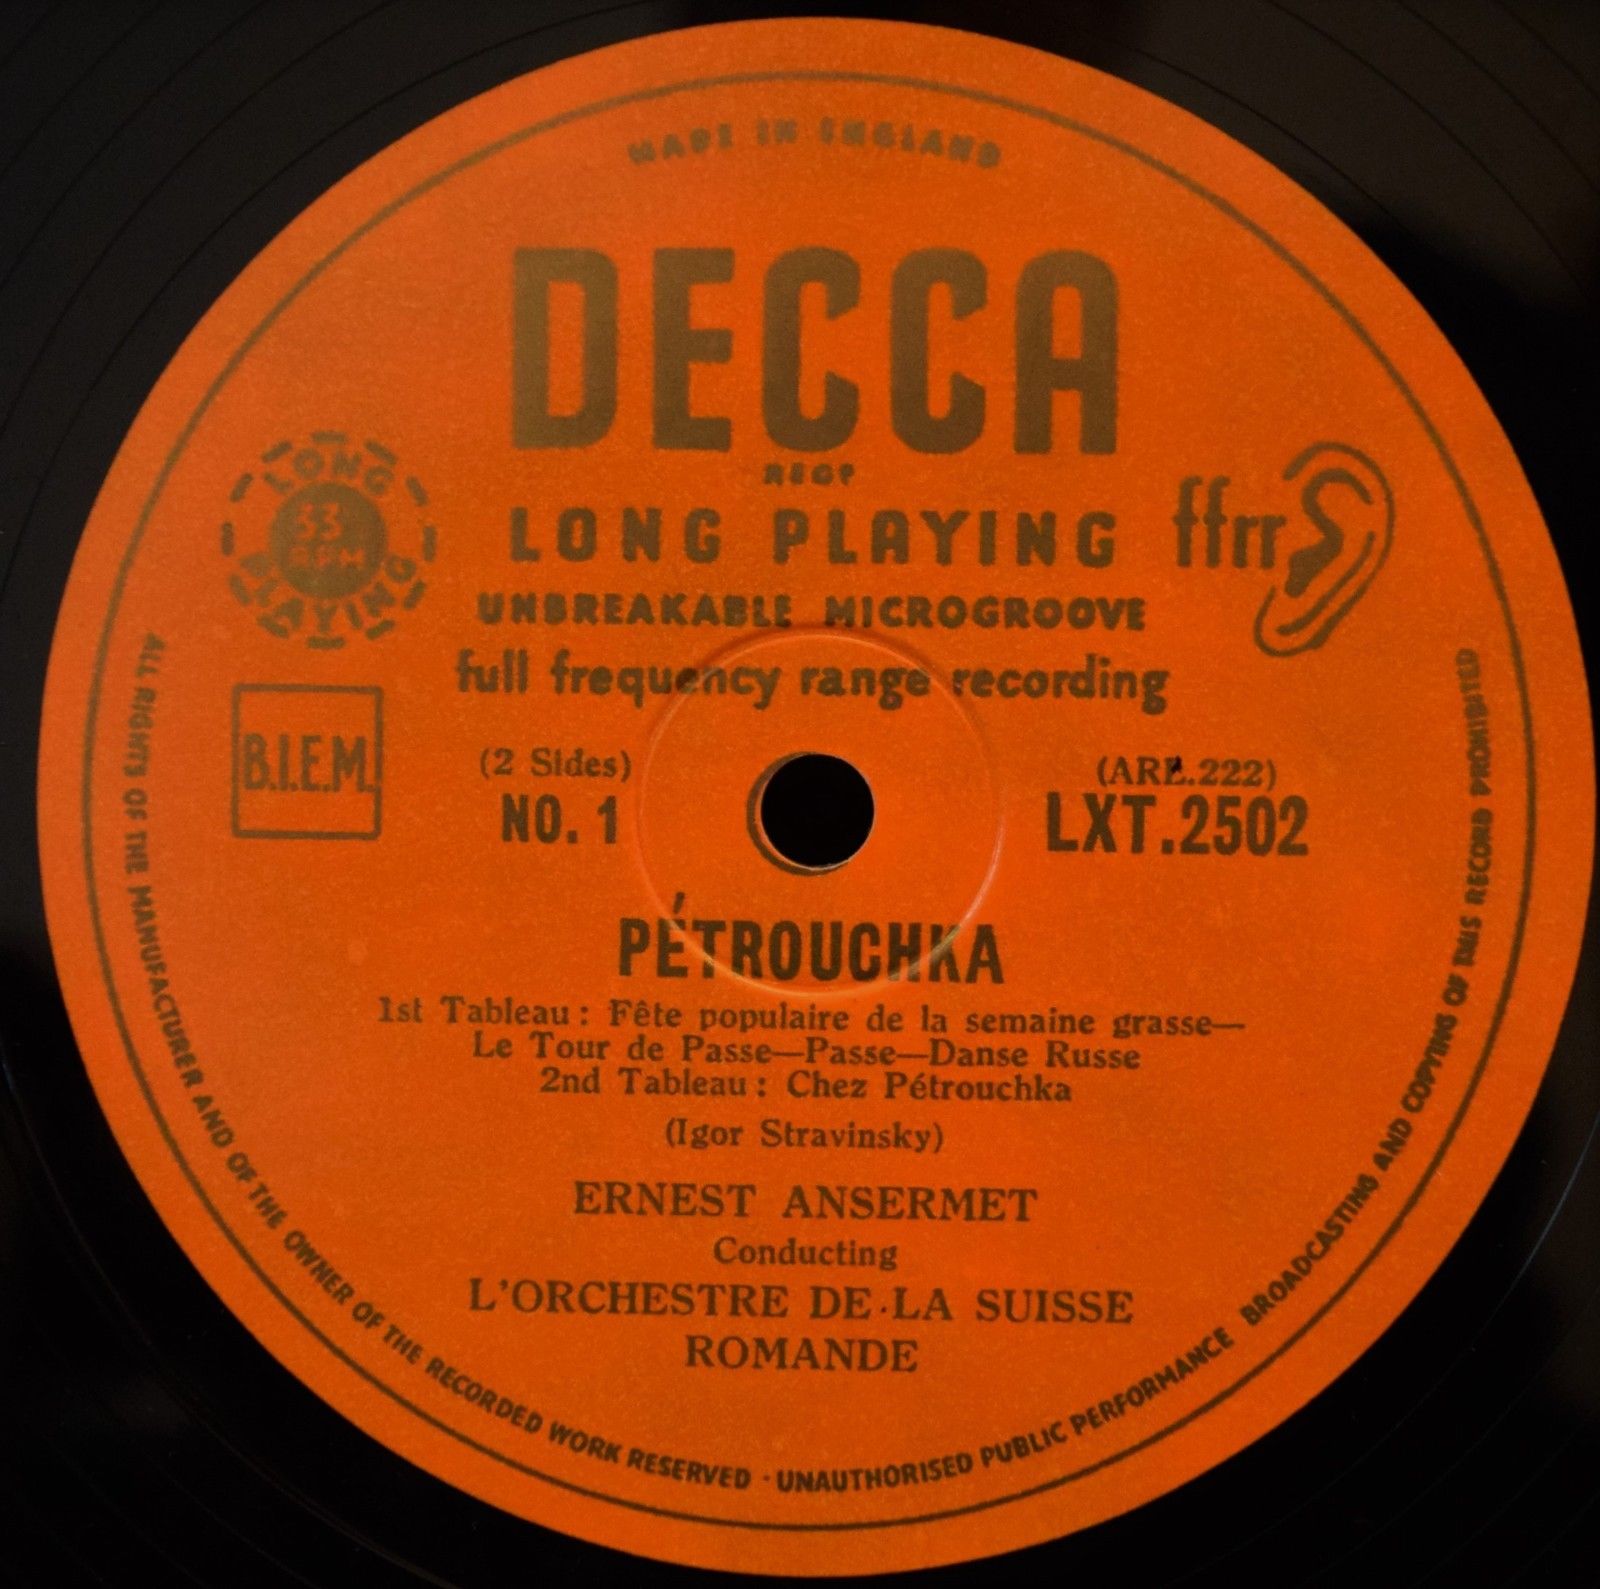 MADE IN ENGLAND
DECCA
REGD
LONG PLAYING
LONG
33
RPM
PLAYING
ffrr
UNBREAKABLE MICROGROOVE
full frequency range recording
B.I.E.M.
(2 Sides)
NO. 1
(ARL.222)
LXT.2502
PÉTROUCHKA
1st Tableau: Fête populaire de la semaine grasse—
Le Tour de Passe—Passe—Danse Russe
2nd Tableau: Chez Pétrouchka
(Igor Stravinsky)
ERNEST ANSERMET
Conducting
L'ORCHESTRE DE LA SUISSE
ROMANDE
ALL RIGHTS OF THE MANUFACTURER AND OF THE OWNER OF THE RECORDED WORK RESERVED · UNAUTHORISED PUBLIC PERFORMANCE BROADCASTING AND COPYING OF THIS RECORD PROHIBITED